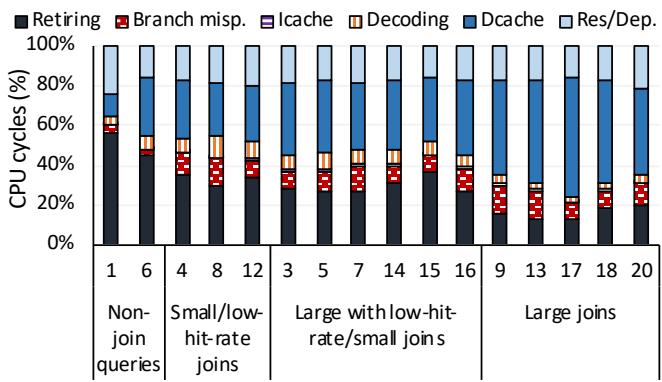 Retiring Branch misp. Icache Decoding Dcache Res/Dep.
100%
80%
60%
40%
20%
0%
CPU cycles (%)
1 6 4 8 12 3 5 7 14 15 16 9 13 17 18 20
Non-
join
queries
Small/low-
hit-rate
joins
Large with low-hit-
rate/small joins
Large joins